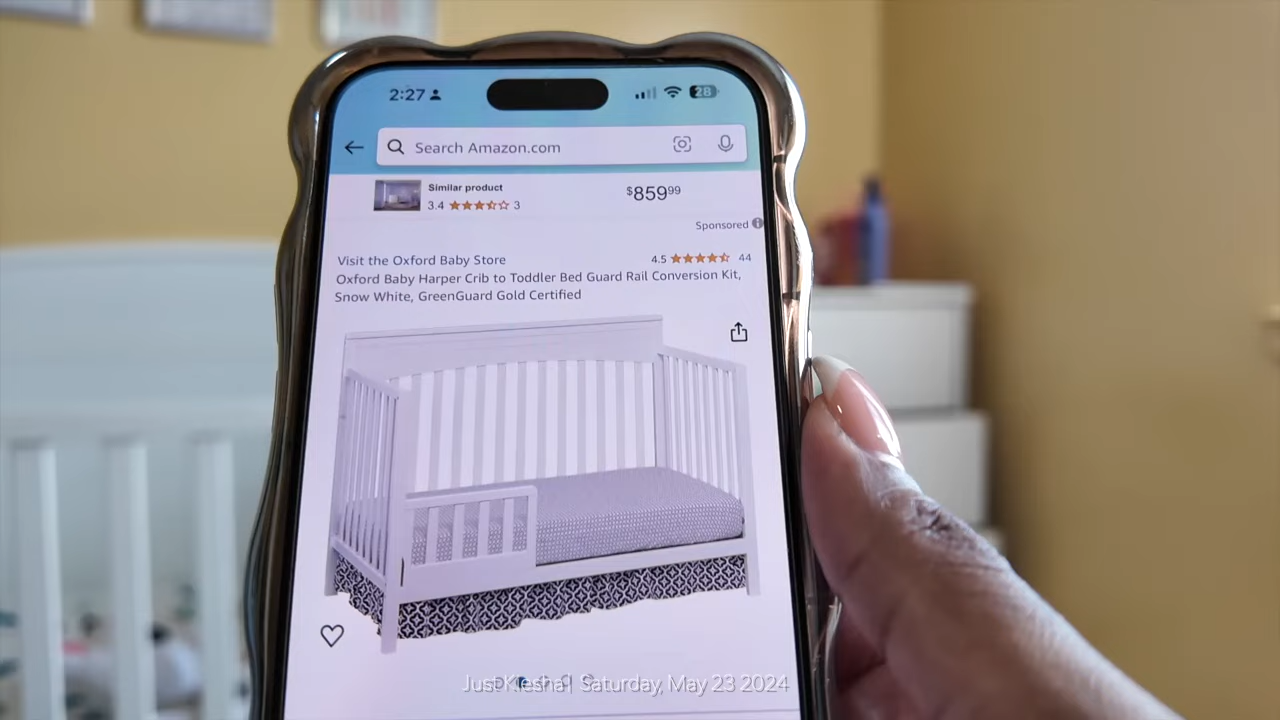 2:27
28
Search Amazon.com
Similar product
3.4 3
$859 99
Sponsored
Visit the Oxford Baby Store
4.5 44
Oxford Baby Harper Crib to Toddler Bed Guard Rail Conversion Kit,
Snow White, GreenGuard Gold Certified
Just Kiesha | Saturday, May 23 2024